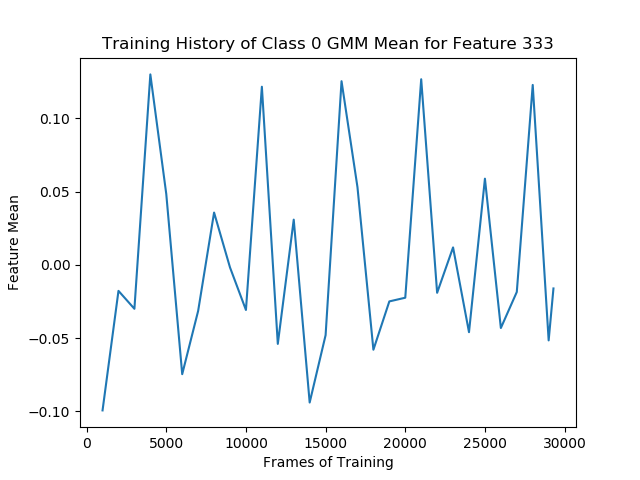 Training History of Class 0 GMM Mean for Feature 333
0.10
0.05
0.00
−0.05
−0.10
Feature Mean
0 5000 10000 15000 20000 25000 30000
Frames of Training